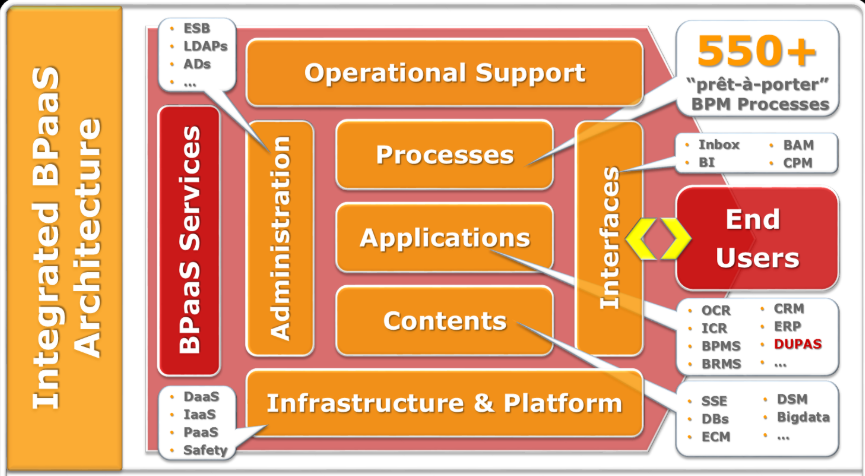 Integrated BPaaS
Architecture
• ESB
• LDAPs
• ADs
• ...
Operational Support
550+
“prêt-à-porter”
BPM Processes
BPaaS Services
Administration
Processes
Applications
Contents
Interfaces
• Inbox
• BI
• BAM
• CPM
End
Users
• OCR
• ICR
• BPMS
• BRMS
• CRM
• ERP
• DUPAS
• ...
• DaaS
• IaaS
• PaaS
• Safety
Infrastructure & Platform
• SSE
• DBs
• ECM
• DSM
• Bigdata
• ...